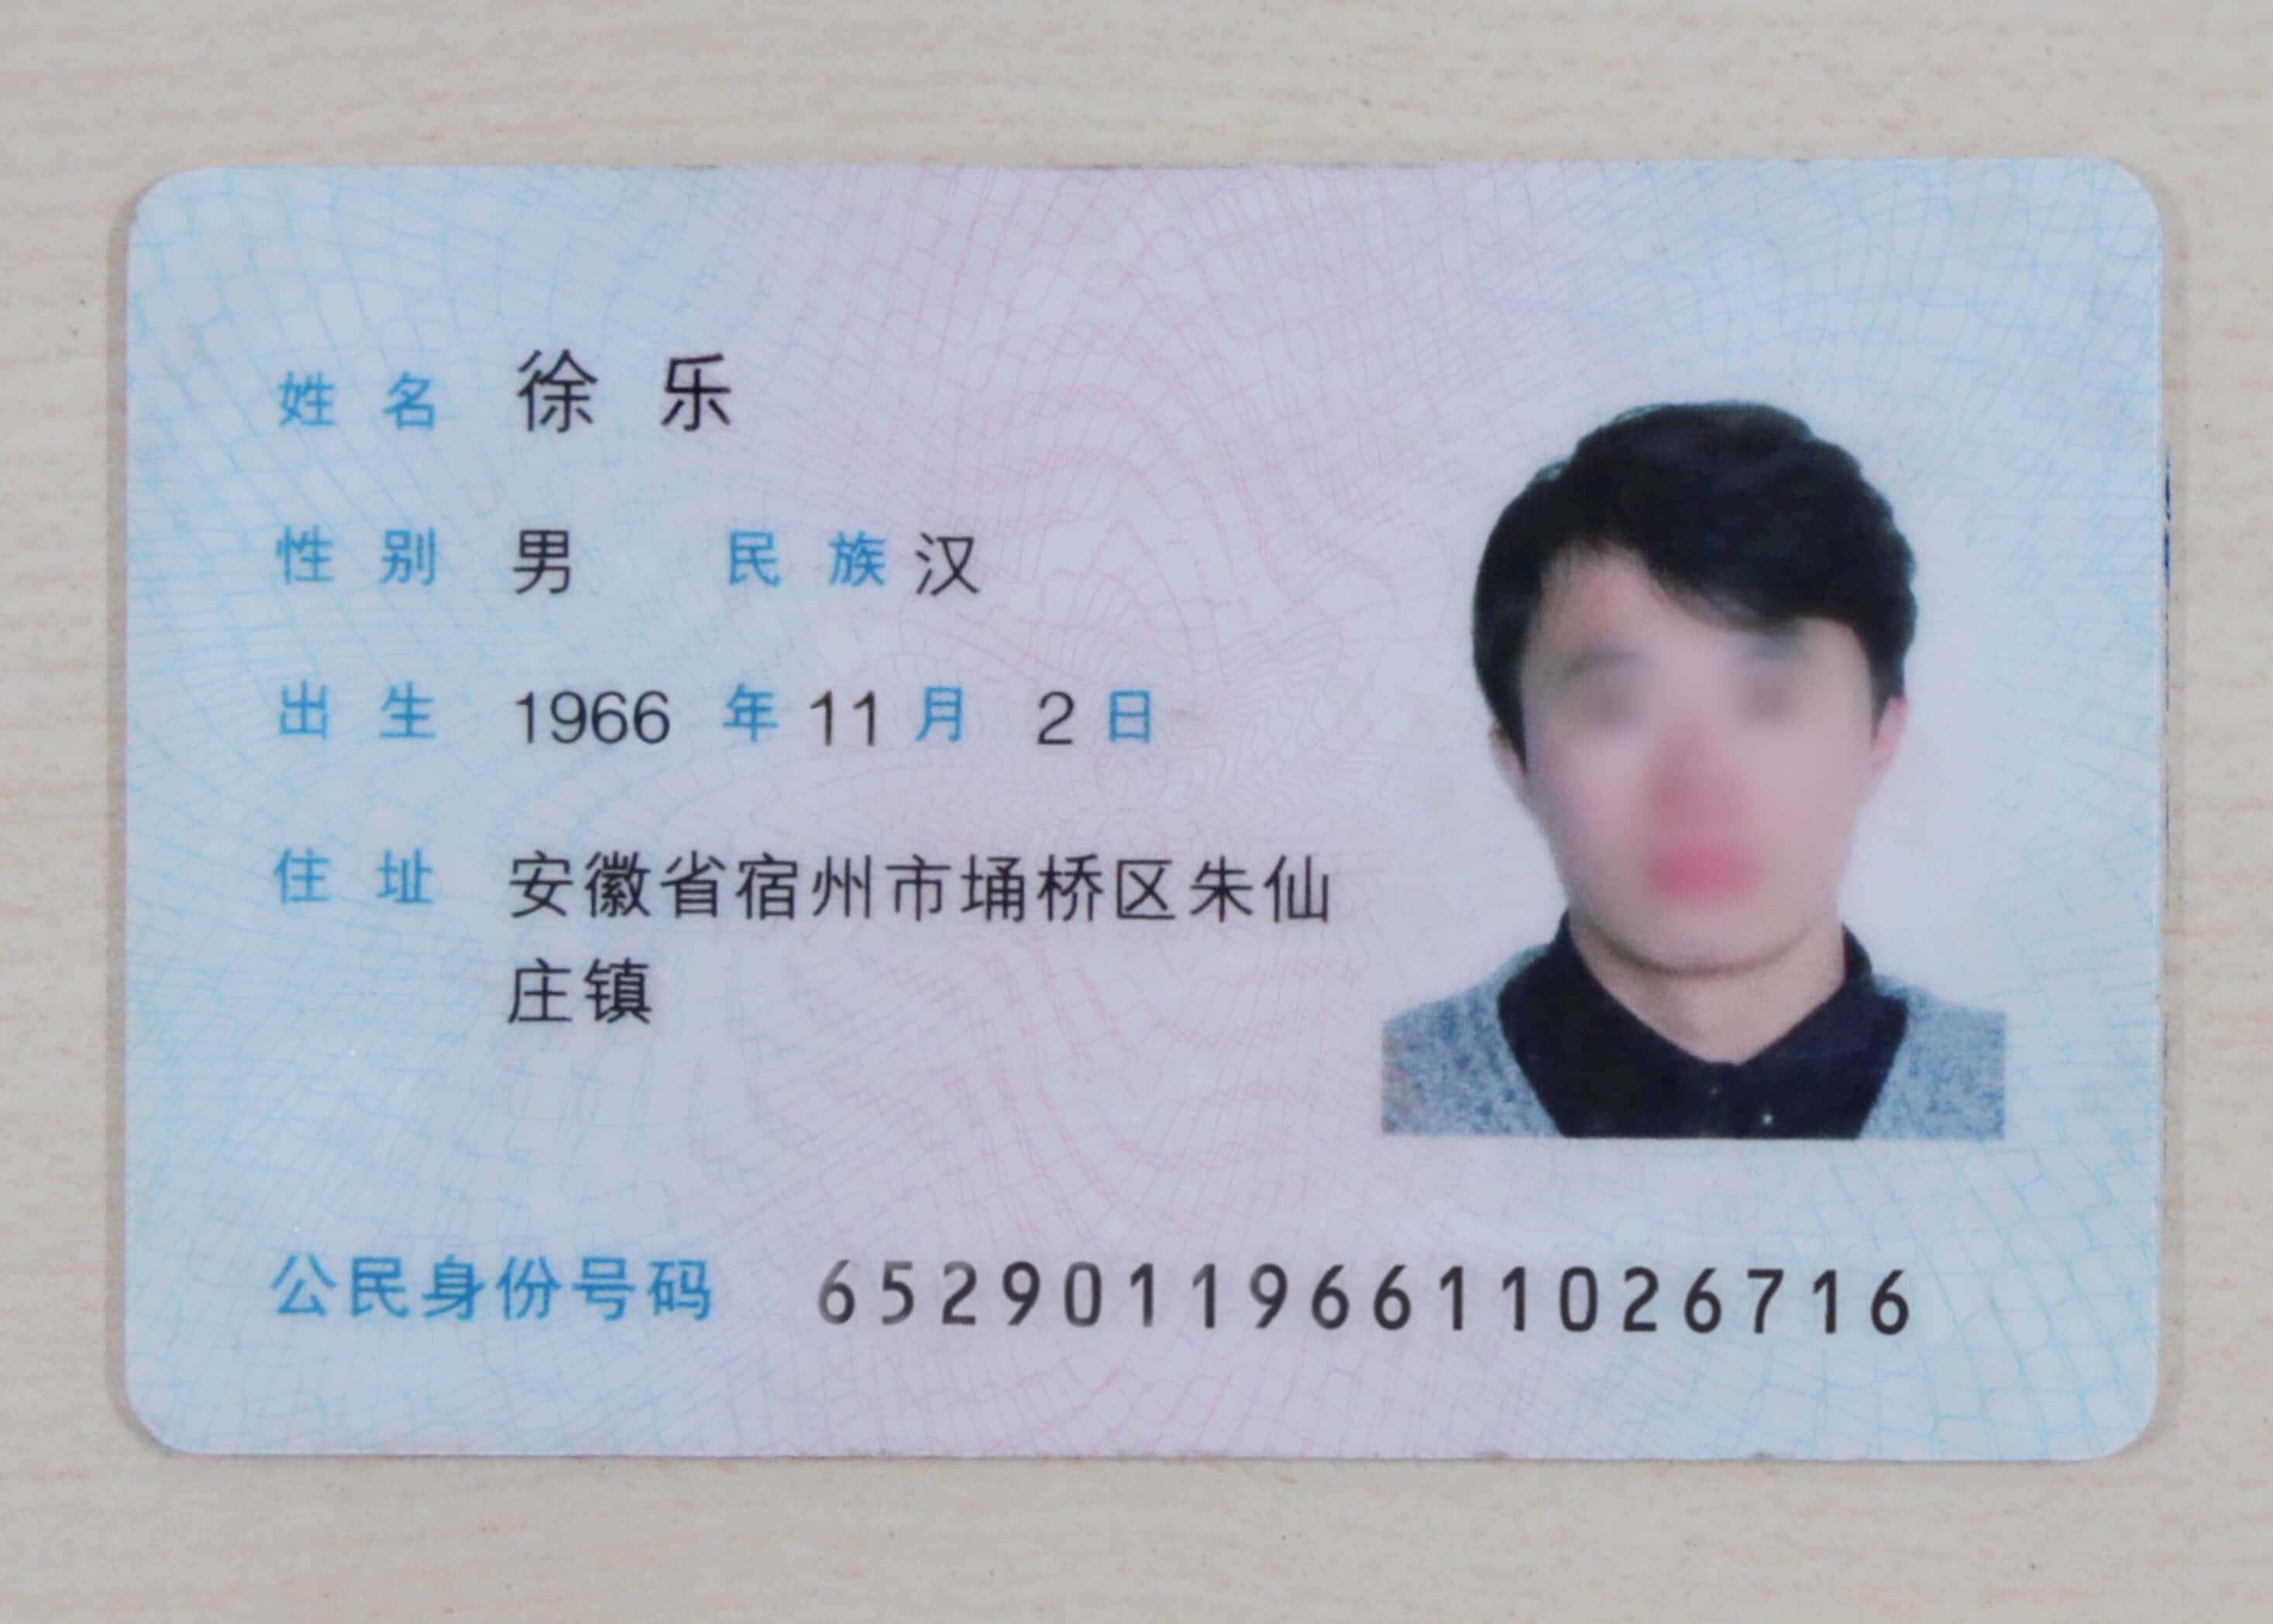 姓名 徐乐
性别 男 民族 汉
出生 1966 年 11 月 2 日
住址 安徽省宿州市埇桥区朱仙
庄镇
公民身份号码 652901196611026716